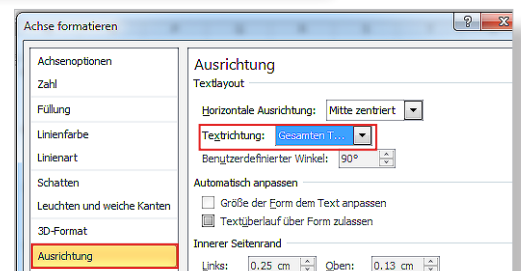 Achse formatieren
Achsenoptionen
Zahl
Füllung
Linienfarbe
Linienart
Schatten
Leuchten und weiche Kanten
3D-Format
Ausrichtung
Ausrichtung
Textlayout
Horizontale Ausrichtung: Mitte zentriert
Textrichtung: Gesamten T...
Benutzerdefinierter Winkel: 90°
Automatisch anpassen
Größe der Form dem Text anpassen
Textüberlauf über Form zulassen
Innerer Seitenrand
Links: 0.25 cm Oben: 0.13 cm